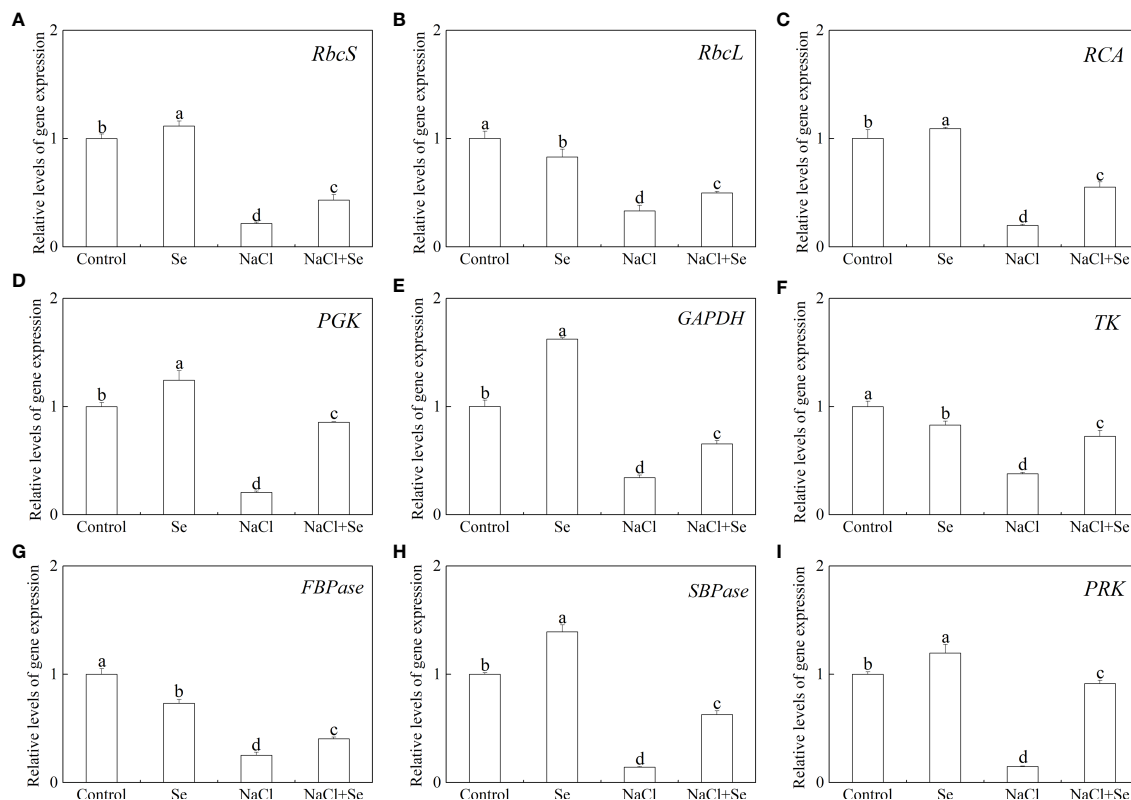 A
Relative levels of gene expression
2
1
0
RbcS
b
a
d
c
Control Se NaCl NaCl+Se
B
Relative levels of gene expression
2
1
0
RbcL
a
b
d
c
Control Se NaCl NaCl+Se
C
Relative levels of gene expression
2
1
0
RCA
b
a
d
c
Control Se NaCl NaCl+Se
D
Relative levels of gene expression
2
1
0
PGK
b
a
d
c
Control Se NaCl NaCl+Se
E
Relative levels of gene expression
2
1
0
GAPDH
b
a
d
c
Control Se NaCl NaCl+Se
F
Relative levels of gene expression
2
1
0
TK
a
b
d
c
Control Se NaCl NaCl+Se
G
Relative levels of gene expression
2
1
0
FBPase
a
b
d
c
Control Se NaCl NaCl+Se
H
Relative levels of gene expression
2
1
0
SBPase
b
a
d
c
Control Se NaCl NaCl+Se
I
Relative levels of gene expression
2
1
0
PRK
b
a
d
c
Control Se NaCl NaCl+Se